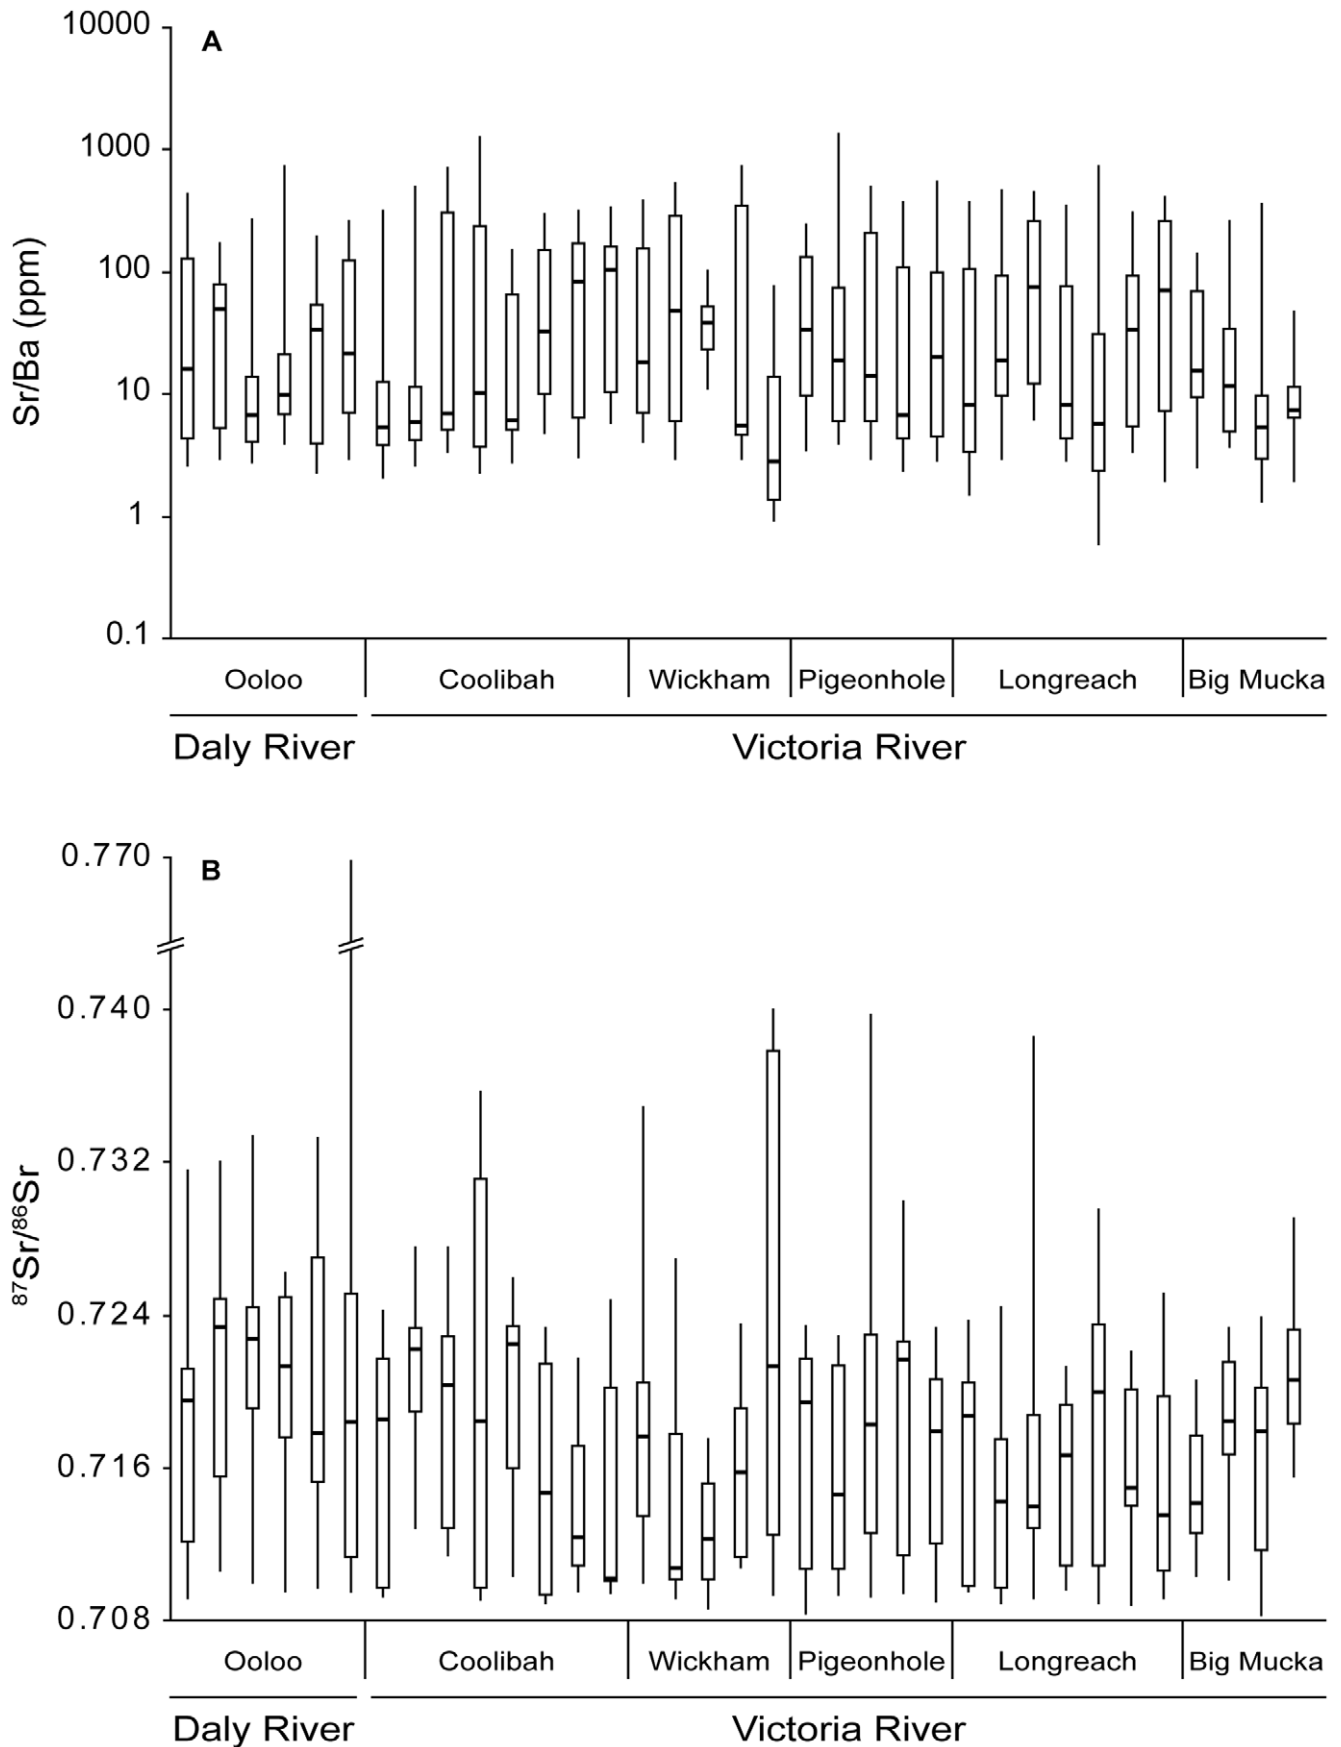 10000
A
1000
100
10
1
0.1
Sr/Ba (ppm)
Ooloo Coolibah Wickham Pigeonhole Longreach Big Mucka
Daly River Victoria River
0.770
B
0.740
0.732
0.724
0.716
0.708
⁸⁷Sr/⁸⁶Sr
Ooloo Coolibah Wickham Pigeonhole Longreach Big Mucka
Daly River Victoria River